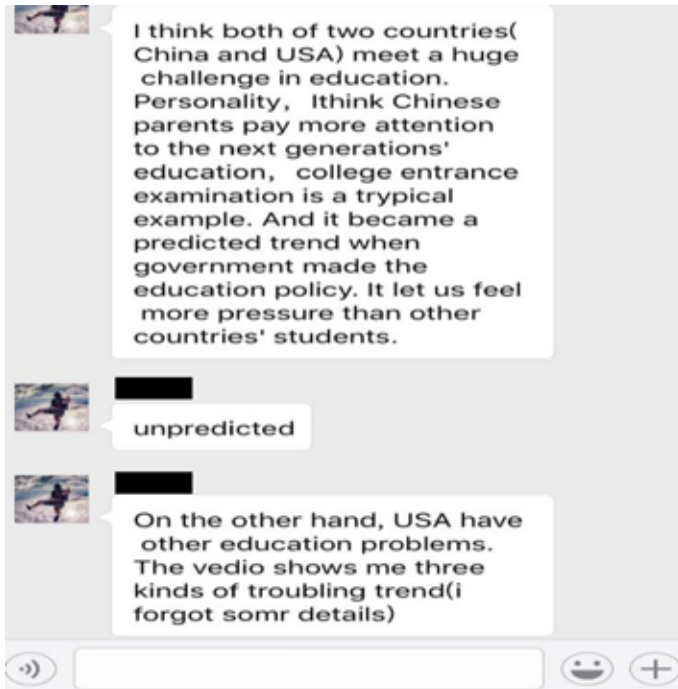 I think both of two countries(
China and USA) meet a huge
challenge in education.
Personality， Ithink Chinese
parents pay more attention
to the next generations'
education， college entrance
examination is a trypical
example. And it became a
predicted trend when
government made the
education policy. It let us feel
more pressure than other
countries' students.
unpredicted
On the other hand, USA have
other education problems.
The vedio shows me three
kinds of troubling trend(i
forgot somr details)